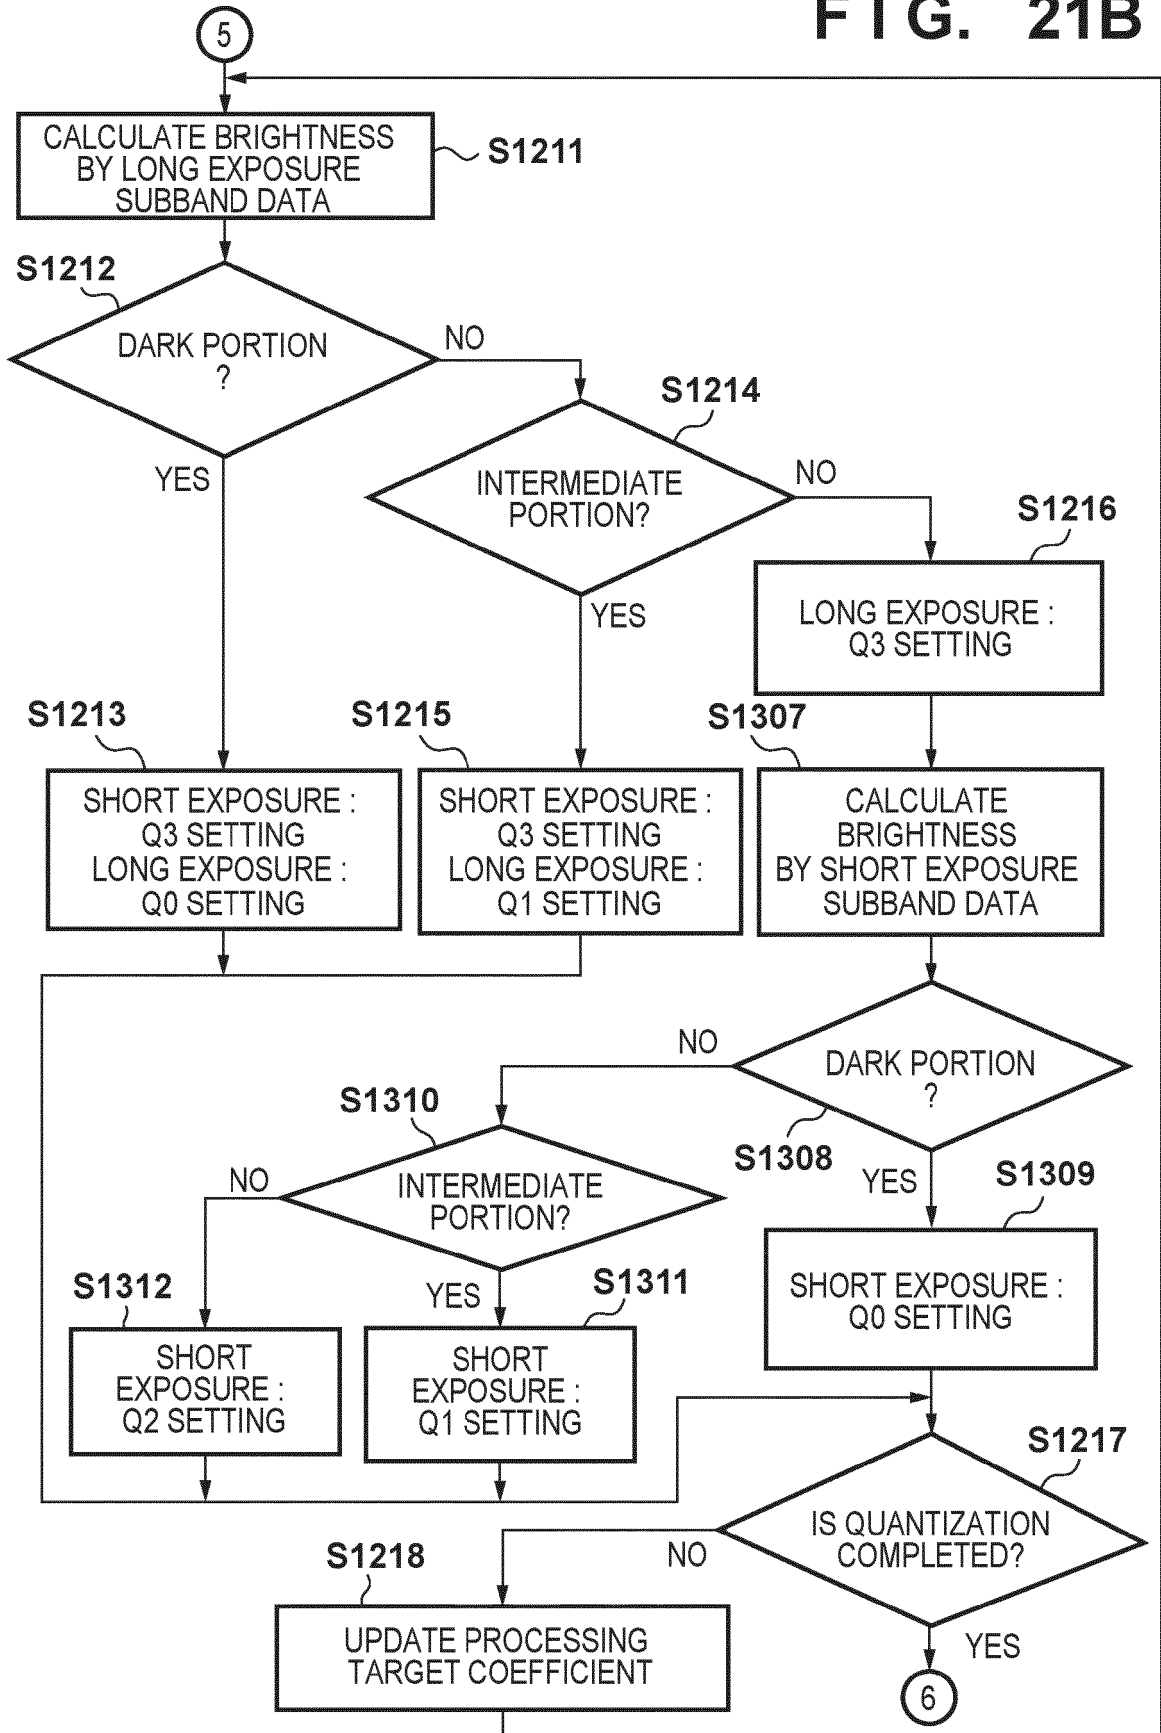 FIG. 21B
5
CALCULATE BRIGHTNESS
BY LONG EXPOSURE
SUBBAND DATA
S1211
S1212
DARK PORTION
?
NO
YES
S1214
INTERMEDIATE
PORTION?
NO
YES
S1216
LONG EXPOSURE :
Q3 SETTING
S1213
SHORT EXPOSURE :
Q3 SETTING
LONG EXPOSURE :
Q0 SETTING
S1215
SHORT EXPOSURE :
Q3 SETTING
LONG EXPOSURE :
Q1 SETTING
S1307
CALCULATE
BRIGHTNESS
BY SHORT EXPOSURE
SUBBAND DATA
NO
DARK PORTION
?
S1308
YES
S1310
INTERMEDIATE
PORTION?
NO
YES
S1309
SHORT EXPOSURE :
Q0 SETTING
S1312
SHORT
EXPOSURE :
Q2 SETTING
S1311
SHORT
EXPOSURE :
Q1 SETTING
S1217
IS QUANTIZATION
COMPLETED?
NO
YES
S1218
UPDATE PROCESSING
TARGET COEFFICIENT
6